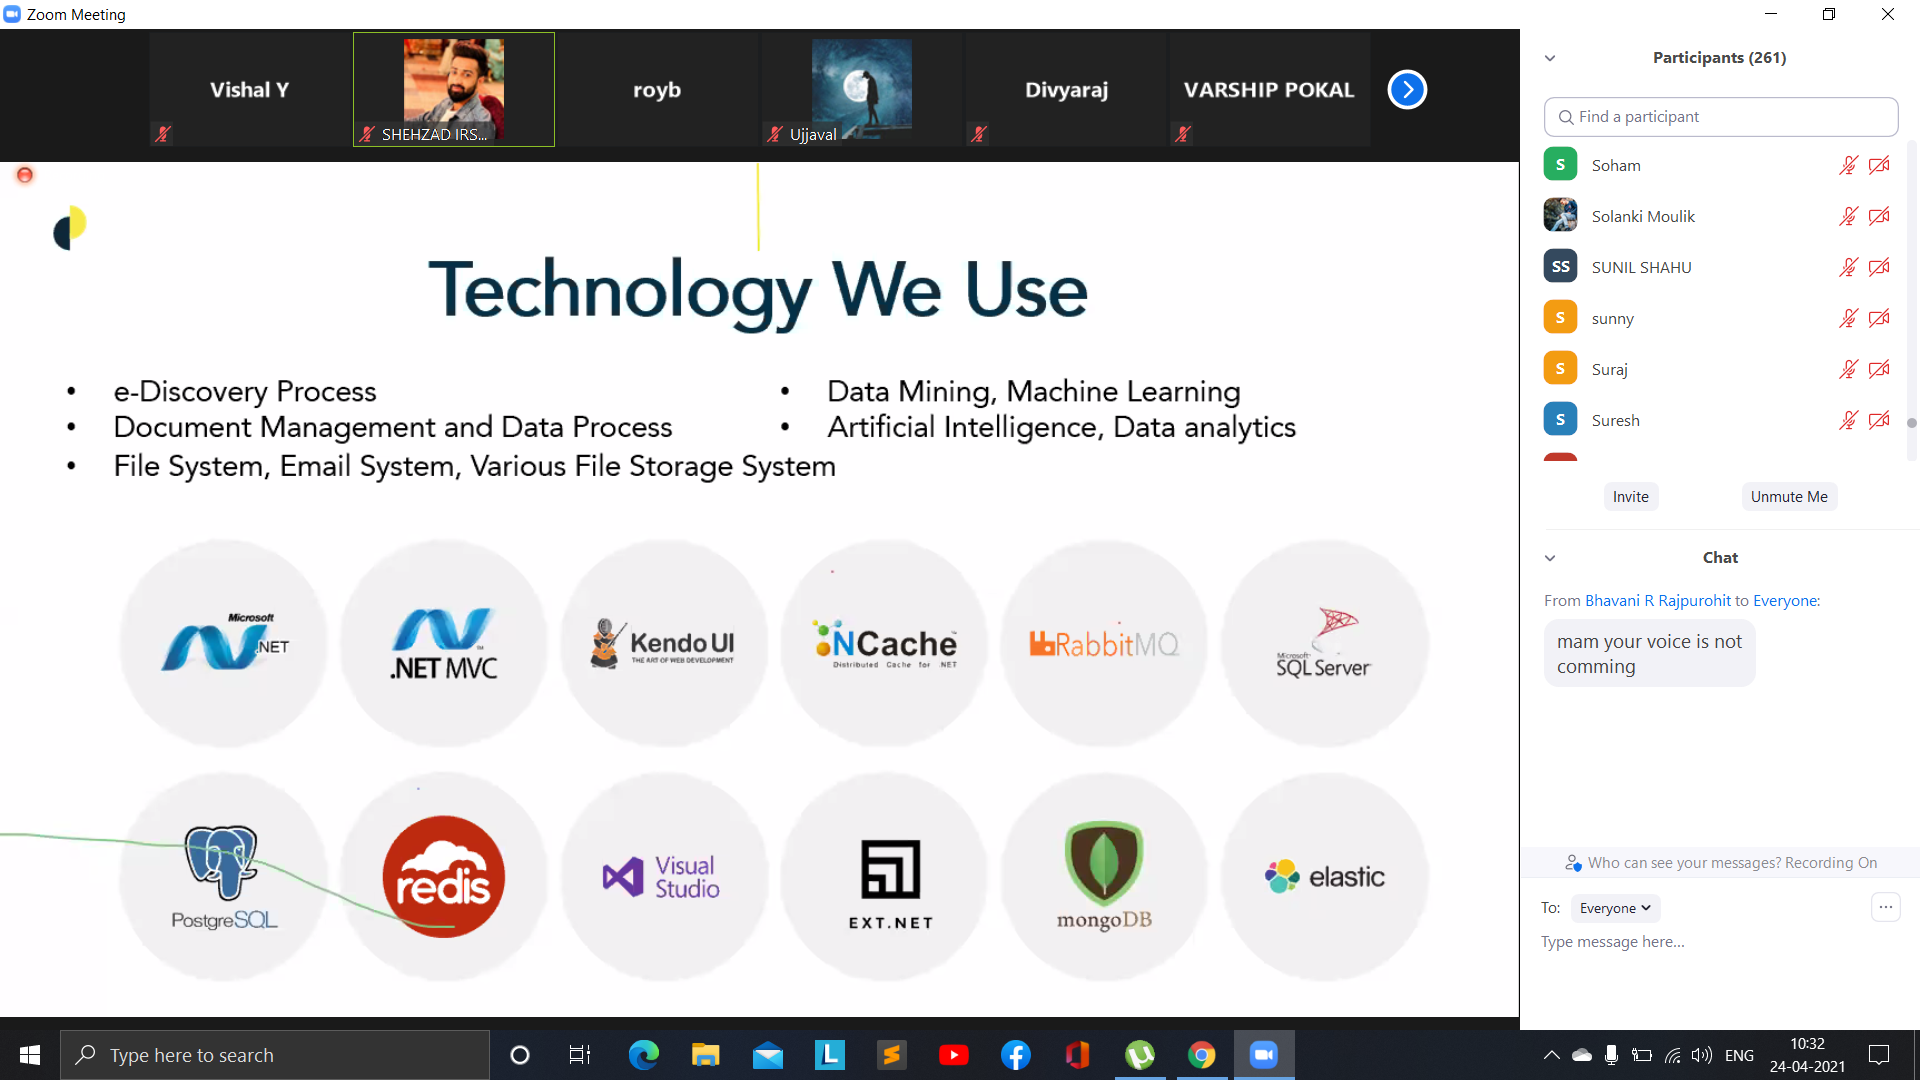 Zoom Meeting
Vishal Y
SHEHZAD IRS...
royb
Ujjaval
Divyaraj
VARSHIP POKAL
Technology We Use
• e-Discovery Process
• Document Management and Data Process
• File System, Email System, Various File Storage System
• Data Mining, Machine Learning
• Artificial Intelligence, Data analytics
Microsoft
.NET
.NET MVC
Kendo UI
THE ART OF WEB DEVELOPMENT
NCache
Distributed Cache for .NET
RabbitMQ
Microsoft
SQL Server
PostgreSQL
redis
Visual
Studio
EXT.NET
mongoDB
elastic
Participants (261)
Find a participant
S Soham
Solanki Moulik
SS SUNIL SHAHU
S sunny
S Suraj
S Suresh
Invite
Unmute Me
Chat
From Bhavani R Rajpurohit to Everyone:
mam your voice is not
comming
Who can see your messages? Recording On
To: Everyone
Type message here...
Type here to search
L
ENG
10:32
24-04-2021